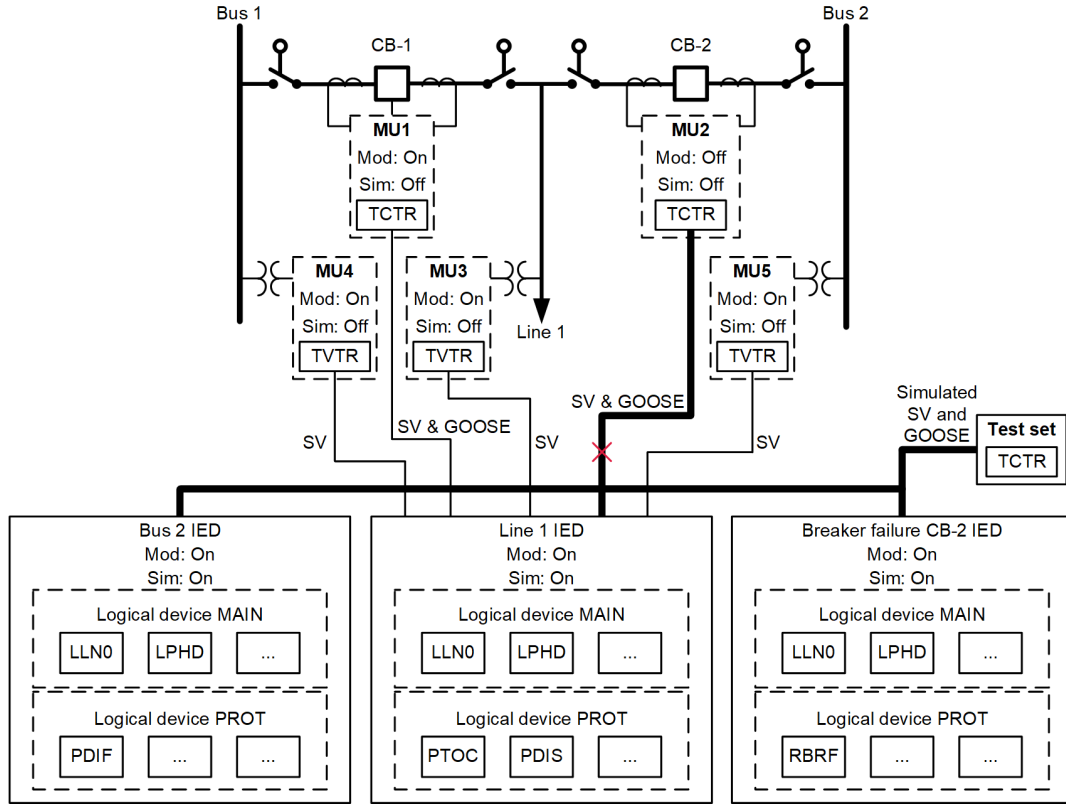 Bus 1
Bus 2
CB-1
CB-2
MU1
Mod: On
Sim: Off
TCTR
MU2
Mod: Off
Sim: Off
TCTR
MU4
Mod: On
Sim: Off
TVTR
MU3
Mod: On
Sim: Off
TVTR
Line 1
MU5
Mod: On
Sim: Off
TVTR
SV
SV & GOOSE
SV
SV & GOOSE
SV
Simulated
SV and
GOOSE
Test set
TCTR
Bus 2 IED
Mod: On
Sim: On
Logical device MAIN
LLN0
LPHD
...
Logical device PROT
PDIF
...
...
Line 1 IED
Mod: On
Sim: On
Logical device MAIN
LLN0
LPHD
...
Logical device PROT
PTOC
PDIS
...
Breaker failure CB-2 IED
Mod: On
Sim: On
Logical device MAIN
LLN0
LPHD
...
Logical device PROT
RBRF
...
...